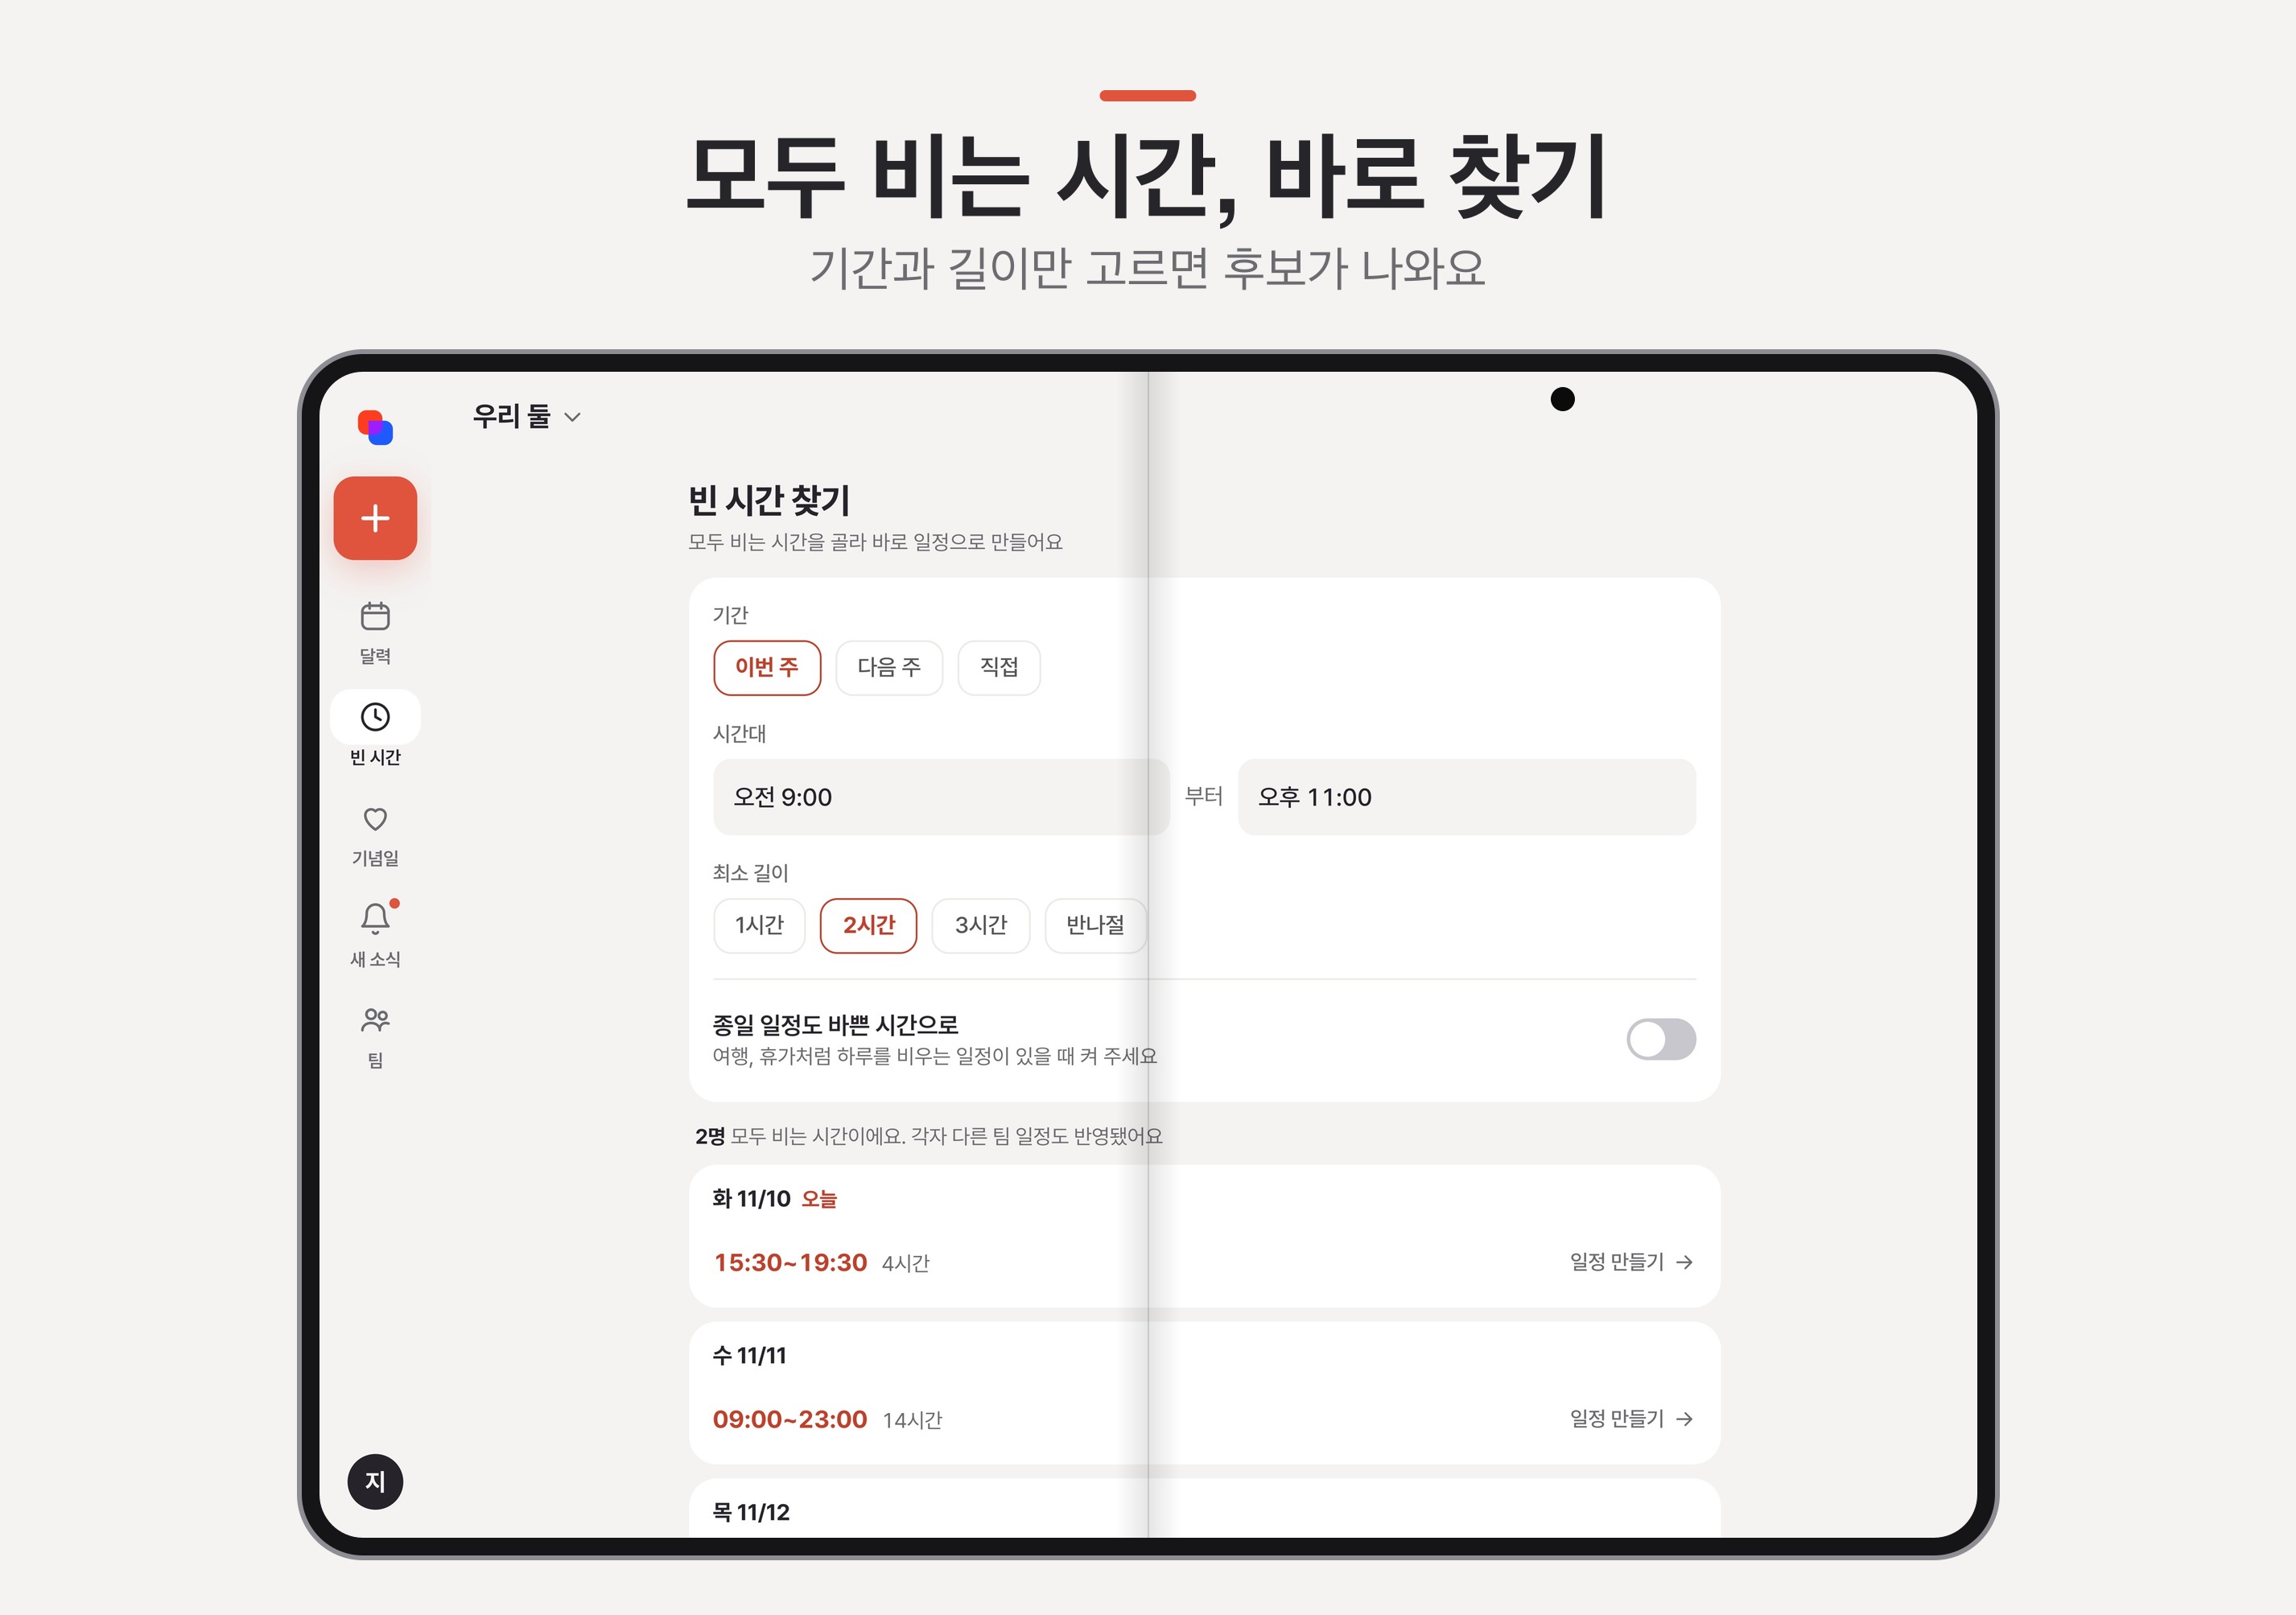 모두 비는 시간, 바로 찾기
기간과 길이만 고르면 후보가 나와요
우리 둘
빈 시간 찾기
모두 비는 시간을 골라 바로 일정으로 만들어요
기간
이번 주 다음 주 직접
시간대
오전 9:00 부터 오후 11:00
최소 길이
1시간 2시간 3시간 반나절
종일 일정도 바쁜 시간으로
여행, 휴가처럼 하루를 비우는 일정이 있을 때 켜 주세요
2명 모두 비는 시간이에요. 각자 다른 팀 일정도 반영됐어요
화 11/10 오늘
15:30~19:30 4시간 일정 만들기 →
수 11/11
09:00~23:00 14시간 일정 만들기 →
목 11/12
달력
빈 시간
기념일
새 소식
팀
지